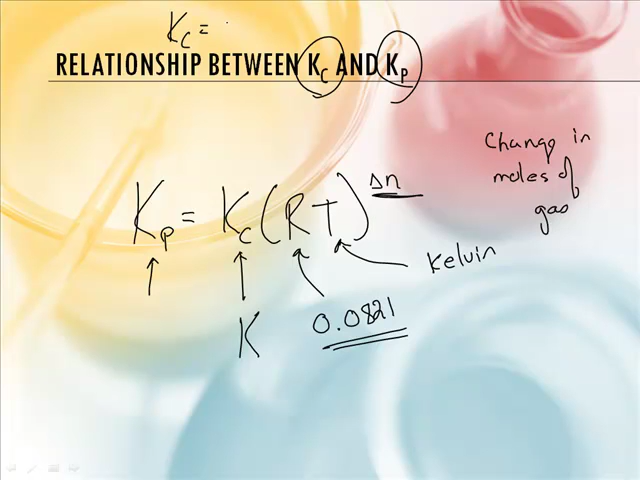 Kc =
RELATIONSHIP BETWEEN KC AND KP
Change in
moles of
gas
Kp = Kc (RT)^Δn
Kelvin
0.0821
K